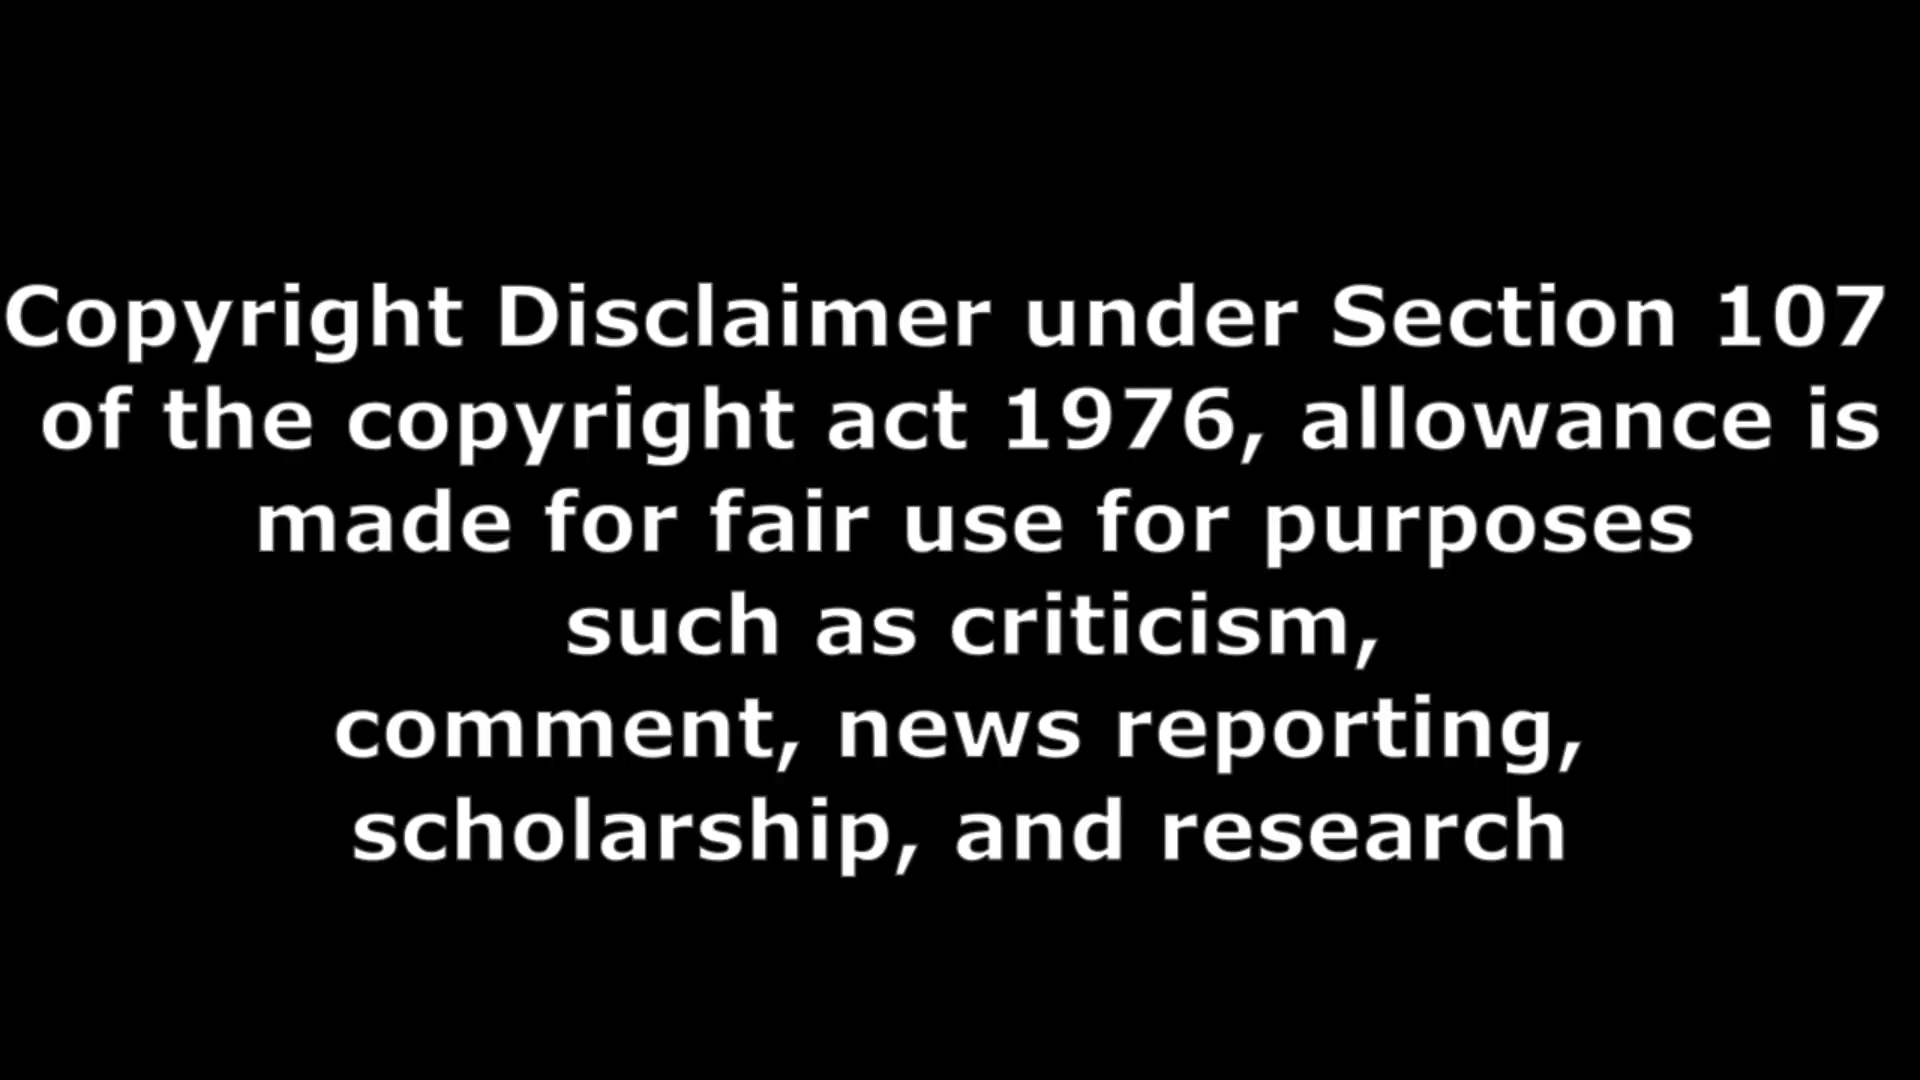 Copyright Disclaimer under Section 107
of the copyright act 1976, allowance is
made for fair use for purposes
such as criticism,
comment, news reporting,
scholarship, and research